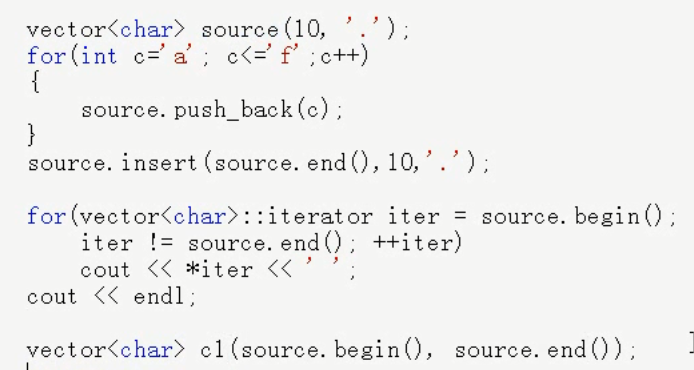 vector<char> source(10, '.');
for(int c='a'; c<='f';c++)
{
    source.push_back(c);
}
source.insert(source.end(),10,'.');
for(vector<char>::iterator iter = source.begin();
    iter != source.end(); ++iter)
    cout << *iter << ' ';
cout << endl;
vector<char> c1(source.begin(), source.end());